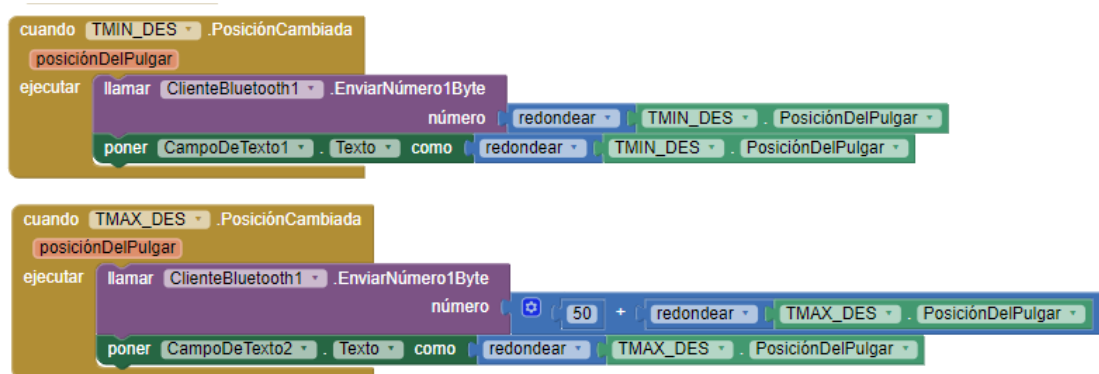 cuando TMIN_DES .PosiciónCambiada
posiciónDelPulgar
ejecutar llamar ClienteBluetooth1 .EnviarNúmero1Byte
número redondear TMIN_DES . PosiciónDelPulgar
poner CampoDeTexto1 . Texto como redondear TMIN_DES . PosiciónDelPulgar
cuando TMAX_DES .PosiciónCambiada
posiciónDelPulgar
ejecutar llamar ClienteBluetooth1 .EnviarNúmero1Byte
número 50 + redondear TMAX_DES . PosiciónDelPulgar
poner CampoDeTexto2 . Texto como redondear TMAX_DES . PosiciónDelPulgar